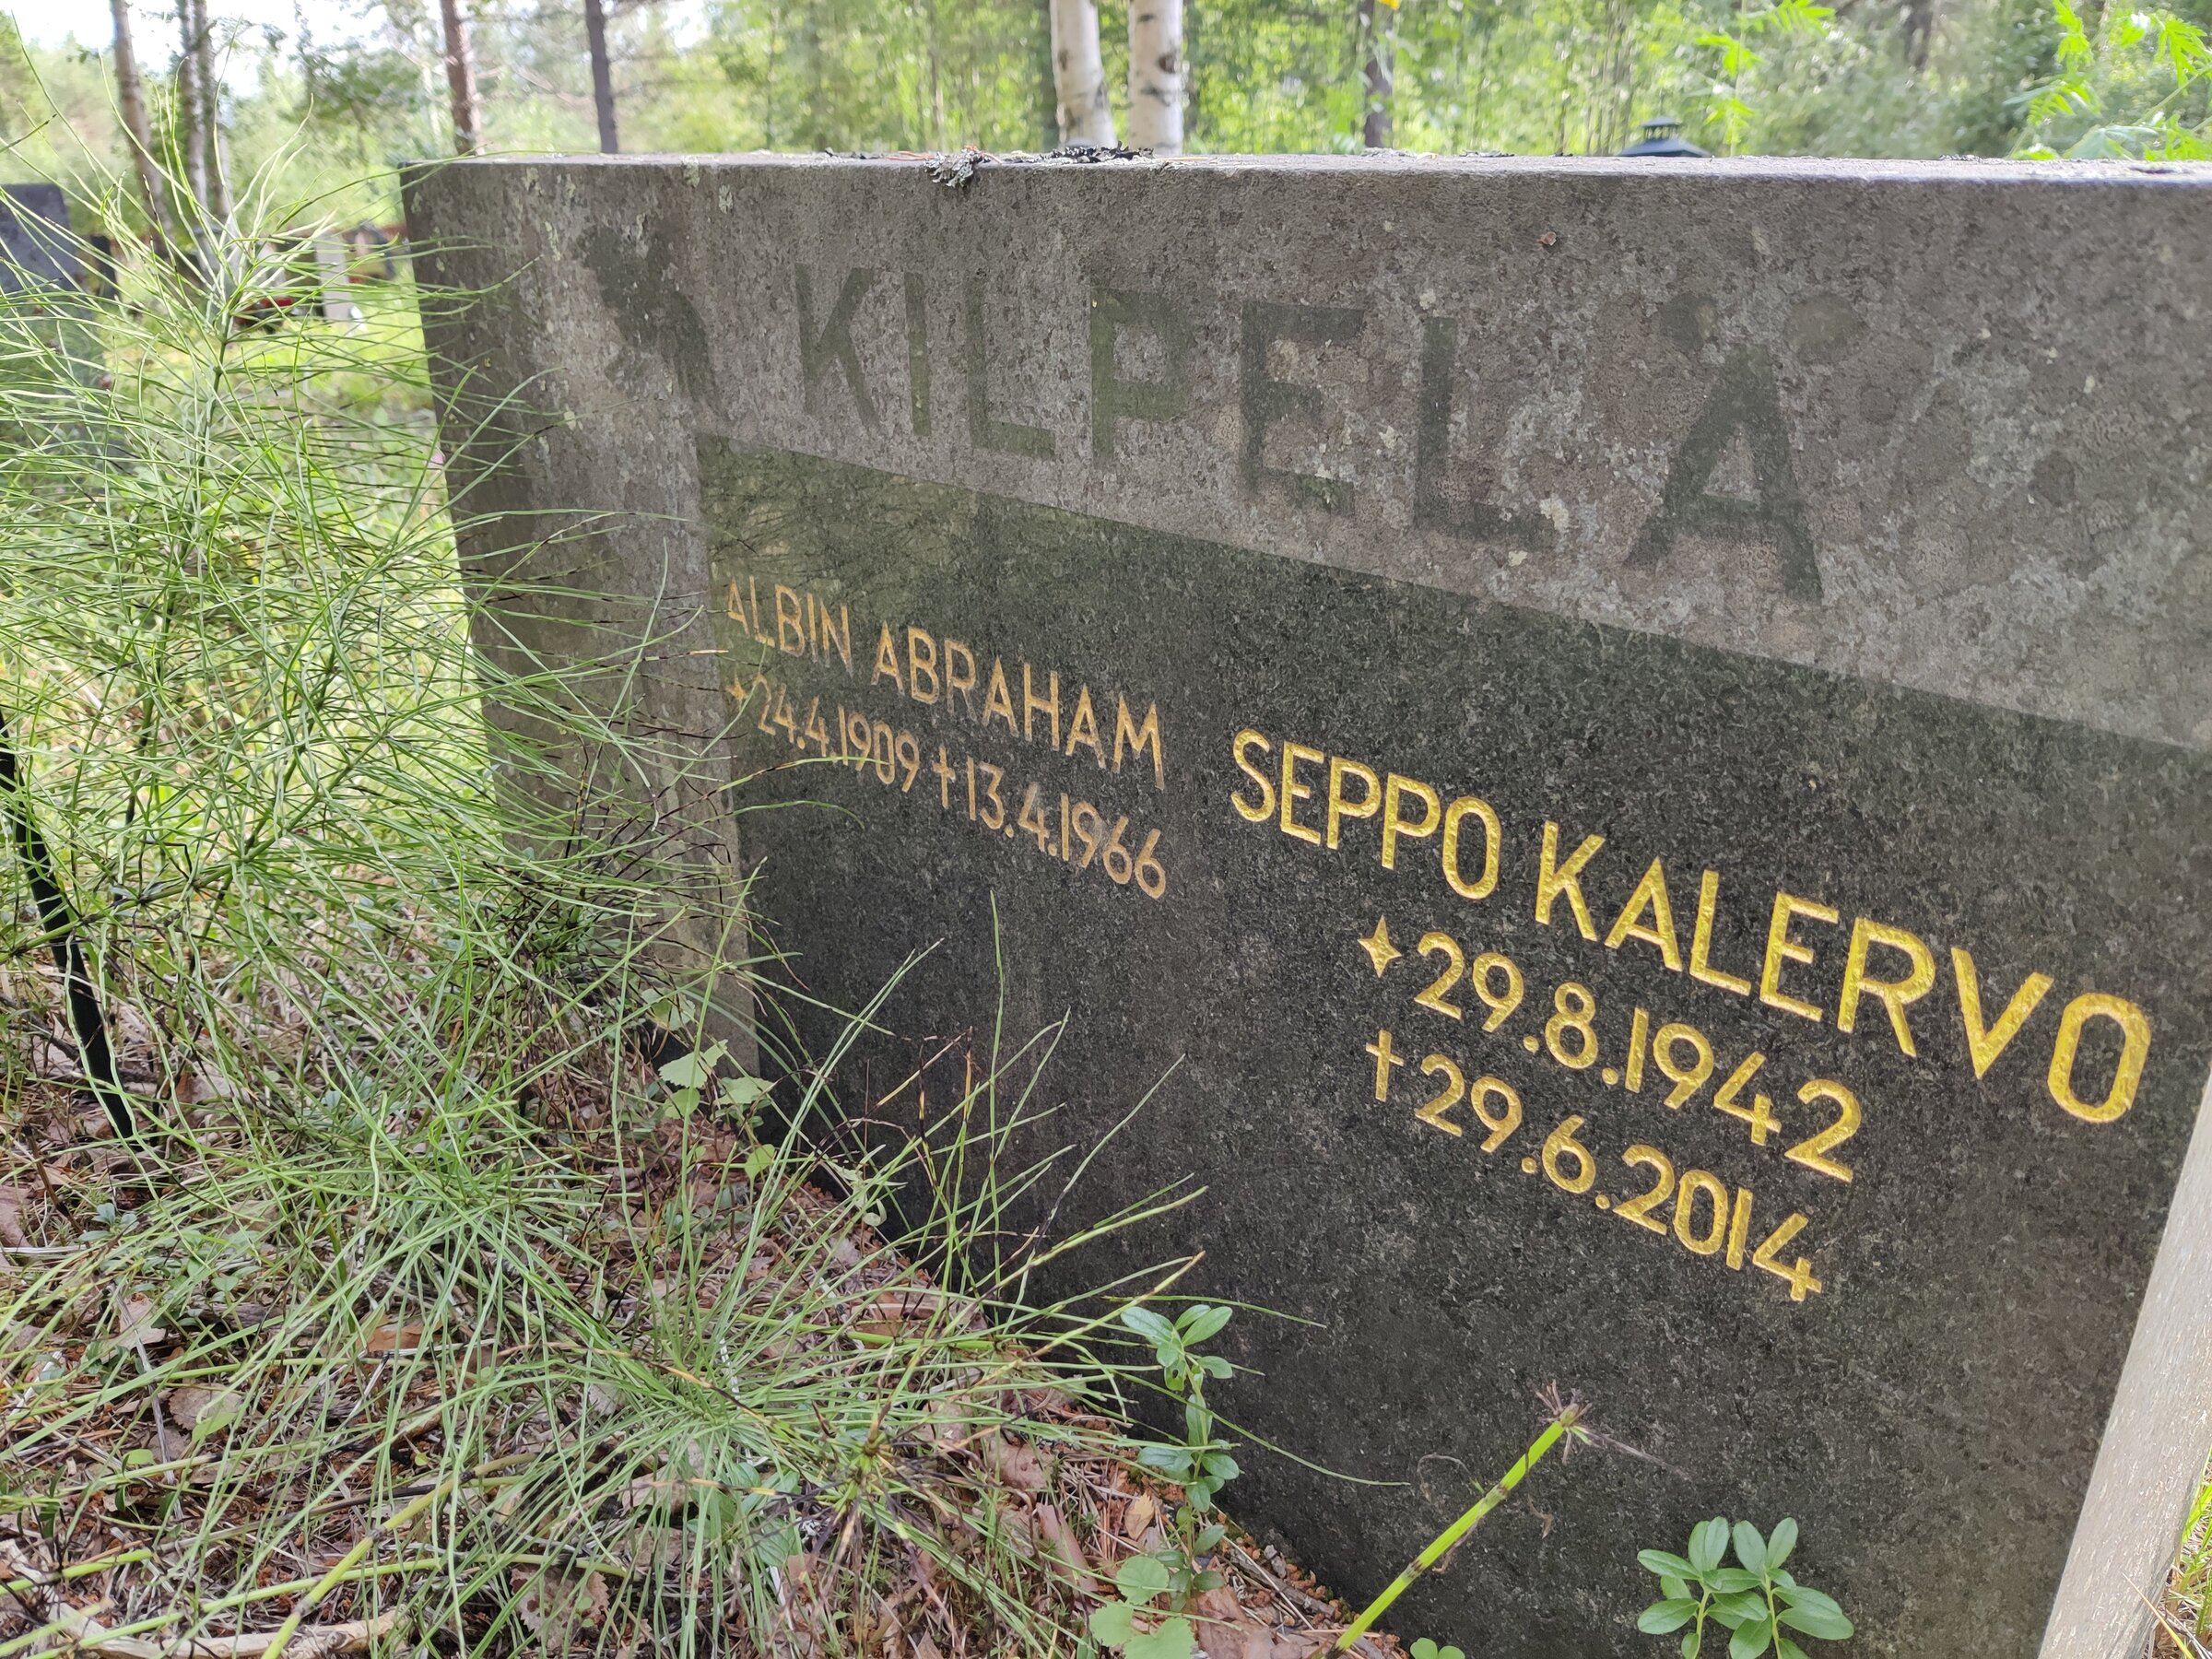 KILPELÄ
ALBIN ABRAHAM
24.4.1909 † 13.4.1966
SEPPO KALERVO
29.8.1942
† 29.6.2014